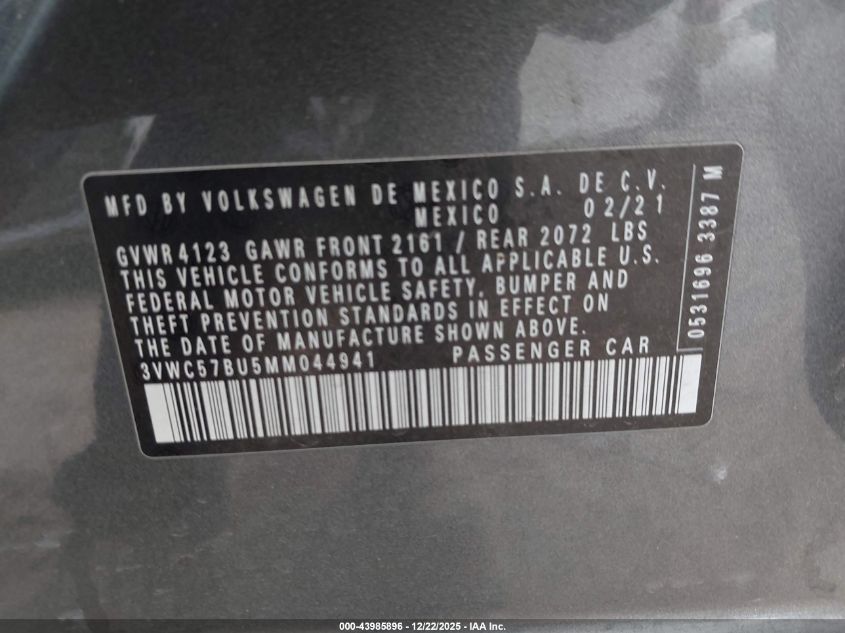 MFD BY VOLKSWAGEN DE MEXICO S.A. DE C.V.
MEXICO 02/21
GVWR 4123 GAWR FRONT 2161 / REAR 2072 LBS
THIS VEHICLE CONFORMS TO ALL APPLICABLE U.S.
FEDERAL MOTOR VEHICLE SAFETY, BUMPER AND
THEFT PREVENTION STANDARDS IN EFFECT ON
THE DATE OF MANUFACTURE SHOWN ABOVE.
3VWC57BU5MM044941 PASSENGER CAR
0531696 3387 M
000-43985896 - 12/22/2025 - IAA Inc.